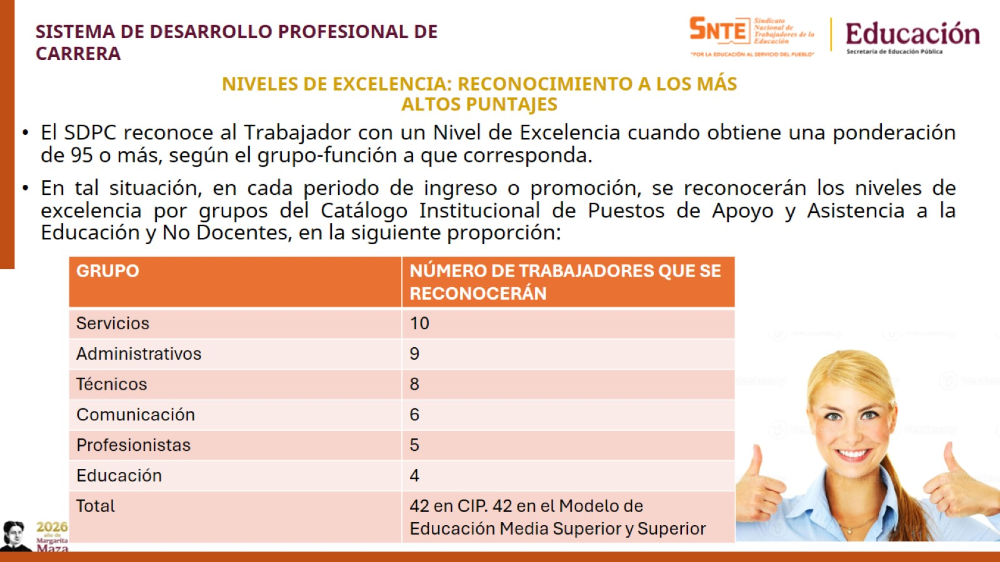 SISTEMA DE DESARROLLO PROFESIONAL DE
CARRERA
SNTE
Sindicato
Nacional de
Trabajadores de la
Educación
"POR LA EDUCACIÓN AL SERVICIO DEL PUEBLO"
Educación
Secretaría de Educación Pública
NIVELES DE EXCELENCIA: RECONOCIMIENTO A LOS MÁS
ALTOS PUNTAJES
• El SDPC reconoce al Trabajador con un Nivel de Excelencia cuando obtiene una ponderación
de 95 o más, según el grupo-función a que corresponda.
• En tal situación, en cada periodo de ingreso o promoción, se reconocerán los niveles de
excelencia por grupos del Catálogo Institucional de Puestos de Apoyo y Asistencia a la
Educación y No Docentes, en la siguiente proporción:
GRUPO
NÚMERO DE TRABAJADORES QUE SE
RECONOCERÁN
Servicios 10
Administrativos 9
Técnicos 8
Comunicación 6
Profesionistas 5
Educación 4
Total 42 en CIP. 42 en el Modelo de
Educación Media Superior y Superior
2026
año de
Margarita
Maza